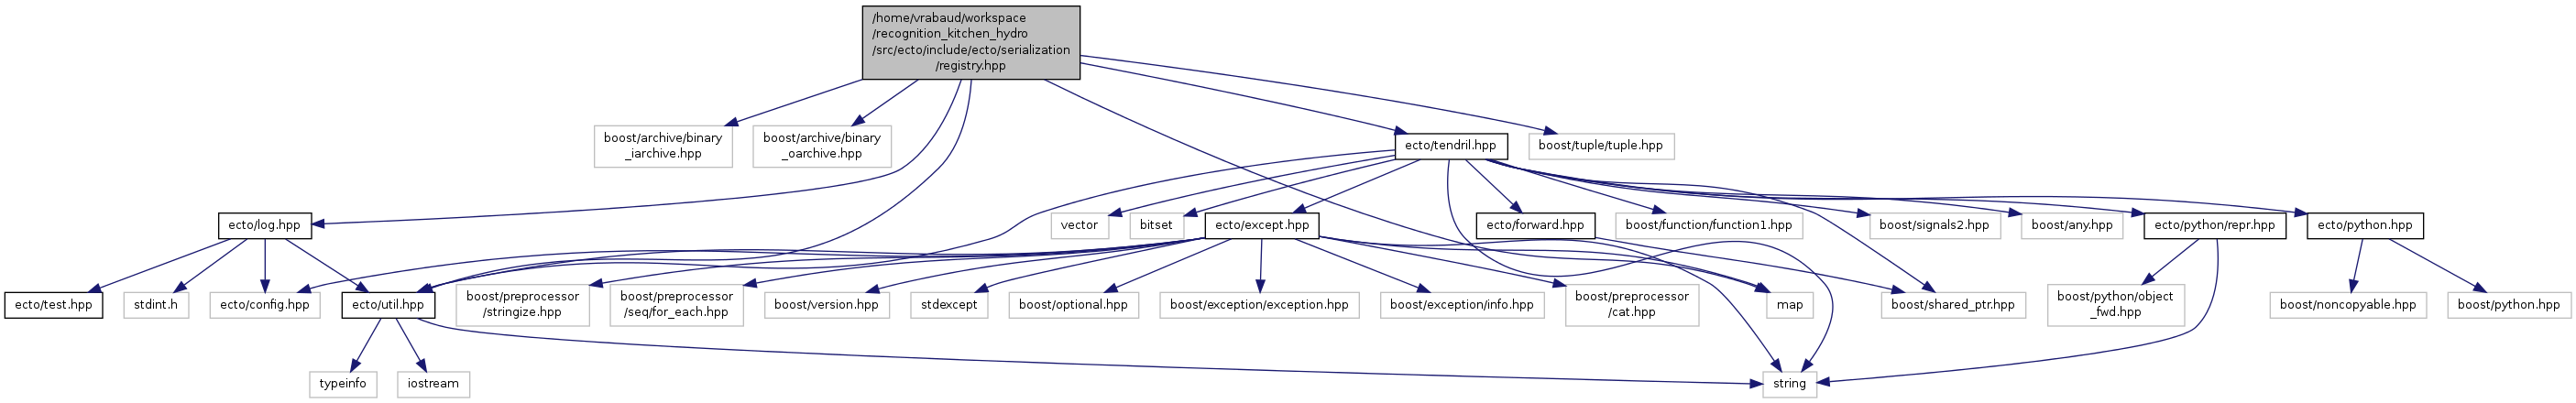 /home/vrabaud/workspace
/recognition_kitchen_hydro
/src/ecto/include/ecto/serialization
/registry.hpp
boost/archive/binary
_iarchive.hpp
boost/archive/binary
_oarchive.hpp
ecto/tendril.hpp
boost/tuple/tuple.hpp
ecto/log.hpp
vector
bitset
ecto/except.hpp
ecto/forward.hpp
boost/function/function1.hpp
boost/signals2.hpp
boost/any.hpp
ecto/python/repr.hpp
ecto/python.hpp
ecto/test.hpp
stdint.h
ecto/config.hpp
ecto/util.hpp
boost/preprocessor
/stringize.hpp
boost/preprocessor
/seq/for_each.hpp
boost/version.hpp
stdexcept
boost/optional.hpp
boost/exception/exception.hpp
boost/exception/info.hpp
boost/preprocessor
/cat.hpp
map
boost/shared_ptr.hpp
boost/python/object
_fwd.hpp
boost/noncopyable.hpp
boost/python.hpp
typeinfo
iostream
string